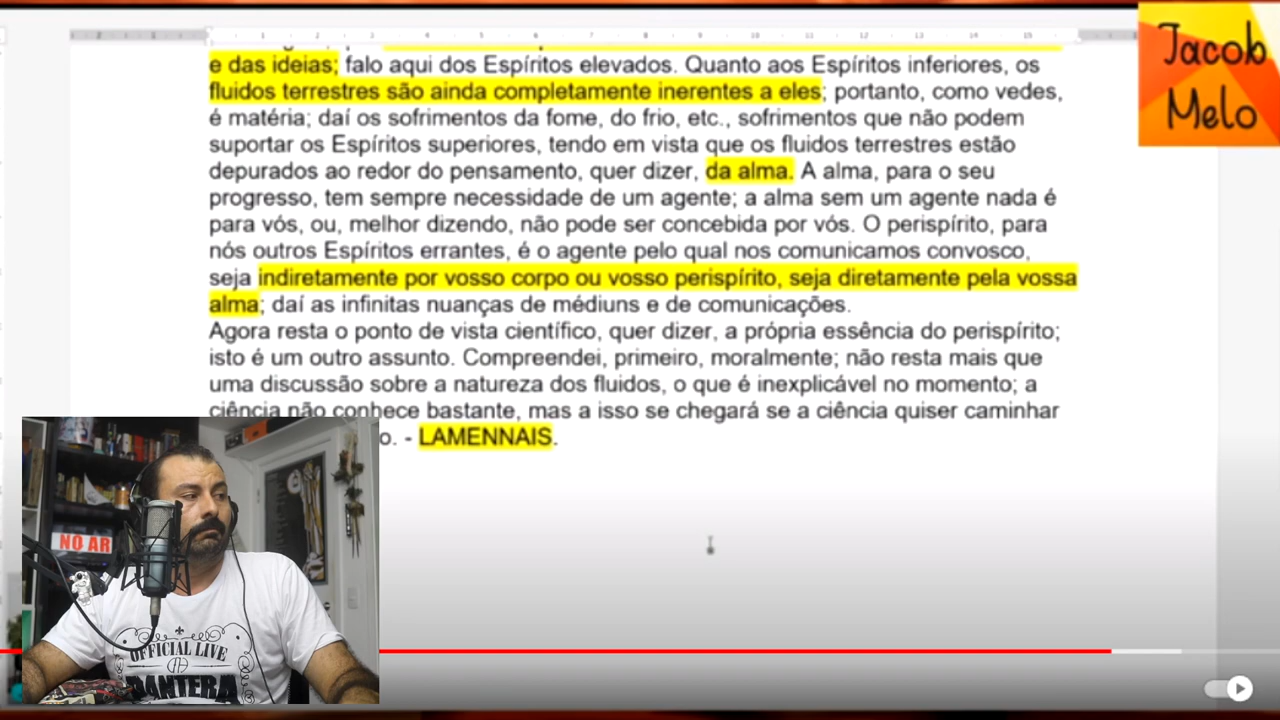 Jacob
Melo
e das ideias; falo aqui dos Espíritos elevados. Quanto aos Espíritos inferiores, os
fluidos terrestres são ainda completamente inerentes a eles; portanto, como vedes,
é matéria; daí os sofrimentos da fome, do frio, etc., sofrimentos que não podem
suportar os Espíritos superiores, tendo em vista que os fluidos terrestres estão
depurados ao redor do pensamento, quer dizer, da alma. A alma, para o seu
progresso, tem sempre necessidade de um agente; a alma sem um agente nada é
para vós, ou, melhor dizendo, não pode ser concebida por vós. O perispírito, para
nós outros Espíritos errantes, é o agente pelo qual nos comunicamos convosco,
seja indiretamente por vosso corpo ou vosso perispírito, seja diretamente pela vossa
alma; daí as infinitas nuanças de médiuns e de comunicações.
Agora resta o ponto de vista científico, quer dizer, a própria essência do perispírito;
isto é um outro assunto. Compreendei, primeiro, moralmente; não resta mais que
uma discussão sobre a natureza dos fluidos, o que é inexplicável no momento; a
ciência não conhece bastante, mas a isso se chegará se a ciência quiser caminhar
o. - LAMENNAIS.
NO AR
OFFICIAL LIVE
PANTERA